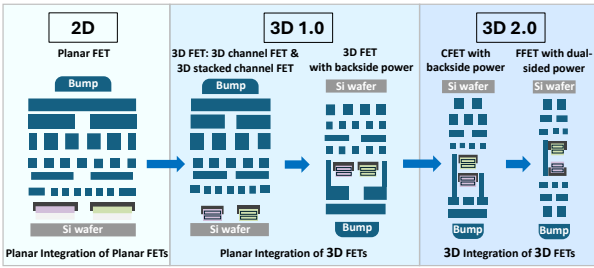 2D
3D 1.0
3D 2.0
Planar FET
3D FET: 3D channel FET &
3D stacked channel FET
3D FET
with backside power
CFET with
backside power
FFET with dual-
sided power
Bump
Bump
Si wafer
Si wafer
Si wafer
Si wafer
Si wafer
Bump
Bump
Bump
Planar Integration of Planar FETs
Planar Integration of 3D FETs
3D Integration of 3D FETs